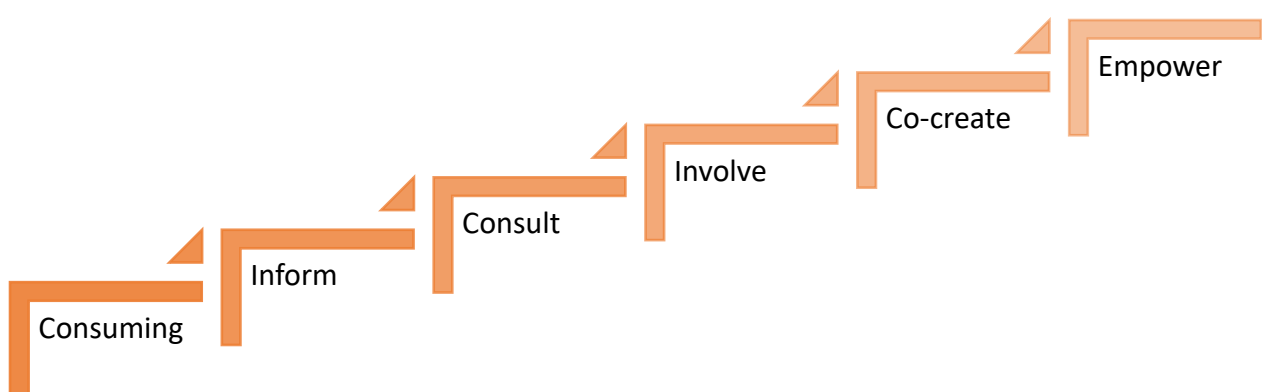 Consuming
Inform
Consult
Involve
Co-create
Empower